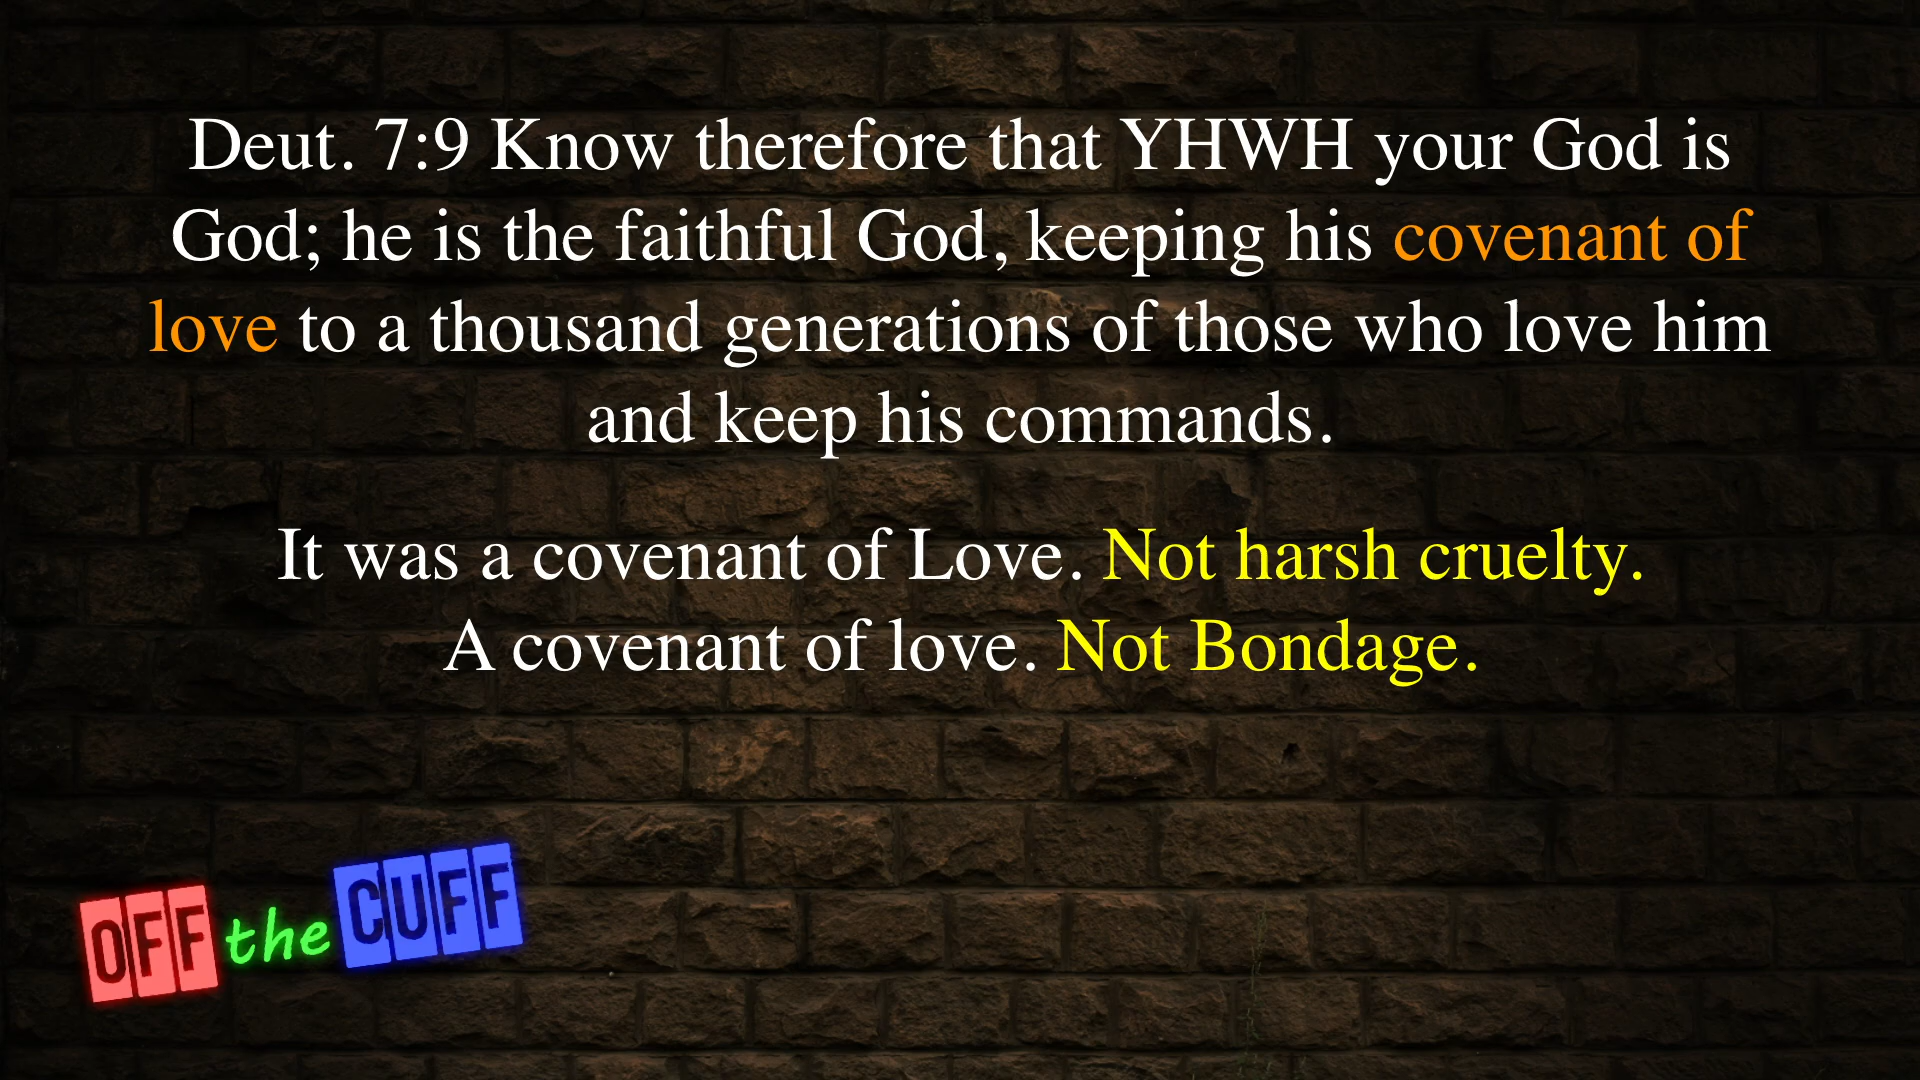 Deut. 7:9 Know therefore that YHWH your God is
God; he is the faithful God, keeping his covenant of
love to a thousand generations of those who love him
and keep his commands.
It was a covenant of Love. Not harsh cruelty.
A covenant of love. Not Bondage.
OFF the CUFF